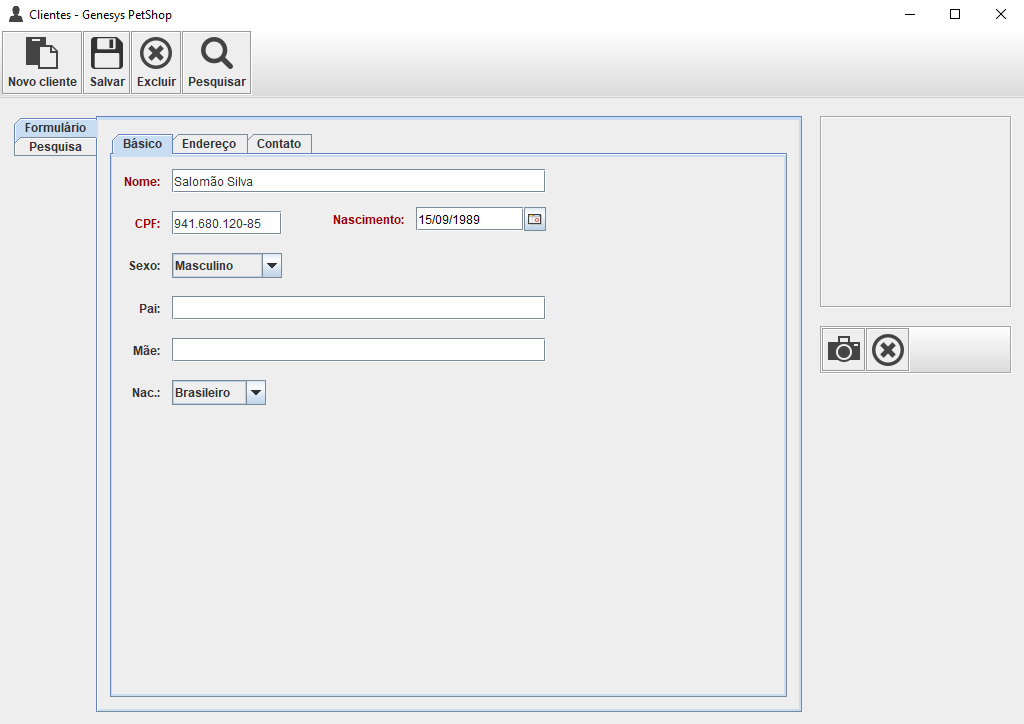 Clientes - Genesys PetShop
Novo cliente Salvar Excluir Pesquisar
Formulário
Pesquisa
Básico Endereço Contato
Nome: Salomão Silva
CPF: 941.680.120-85 Nascimento: 15/09/1989
Sexo: Masculino
Pai:
Mãe:
Nac.: Brasileiro